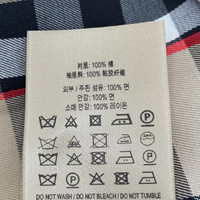 衬里: 100% 棉
袖里料: 100% 粘胶纤维
외부 / 주된 섬유: 100% 면
안감: 100% 면
소매 안감: 100% 레이온
DO NOT WASH / DO NOT BLEACH / DO NOT TUMBLE